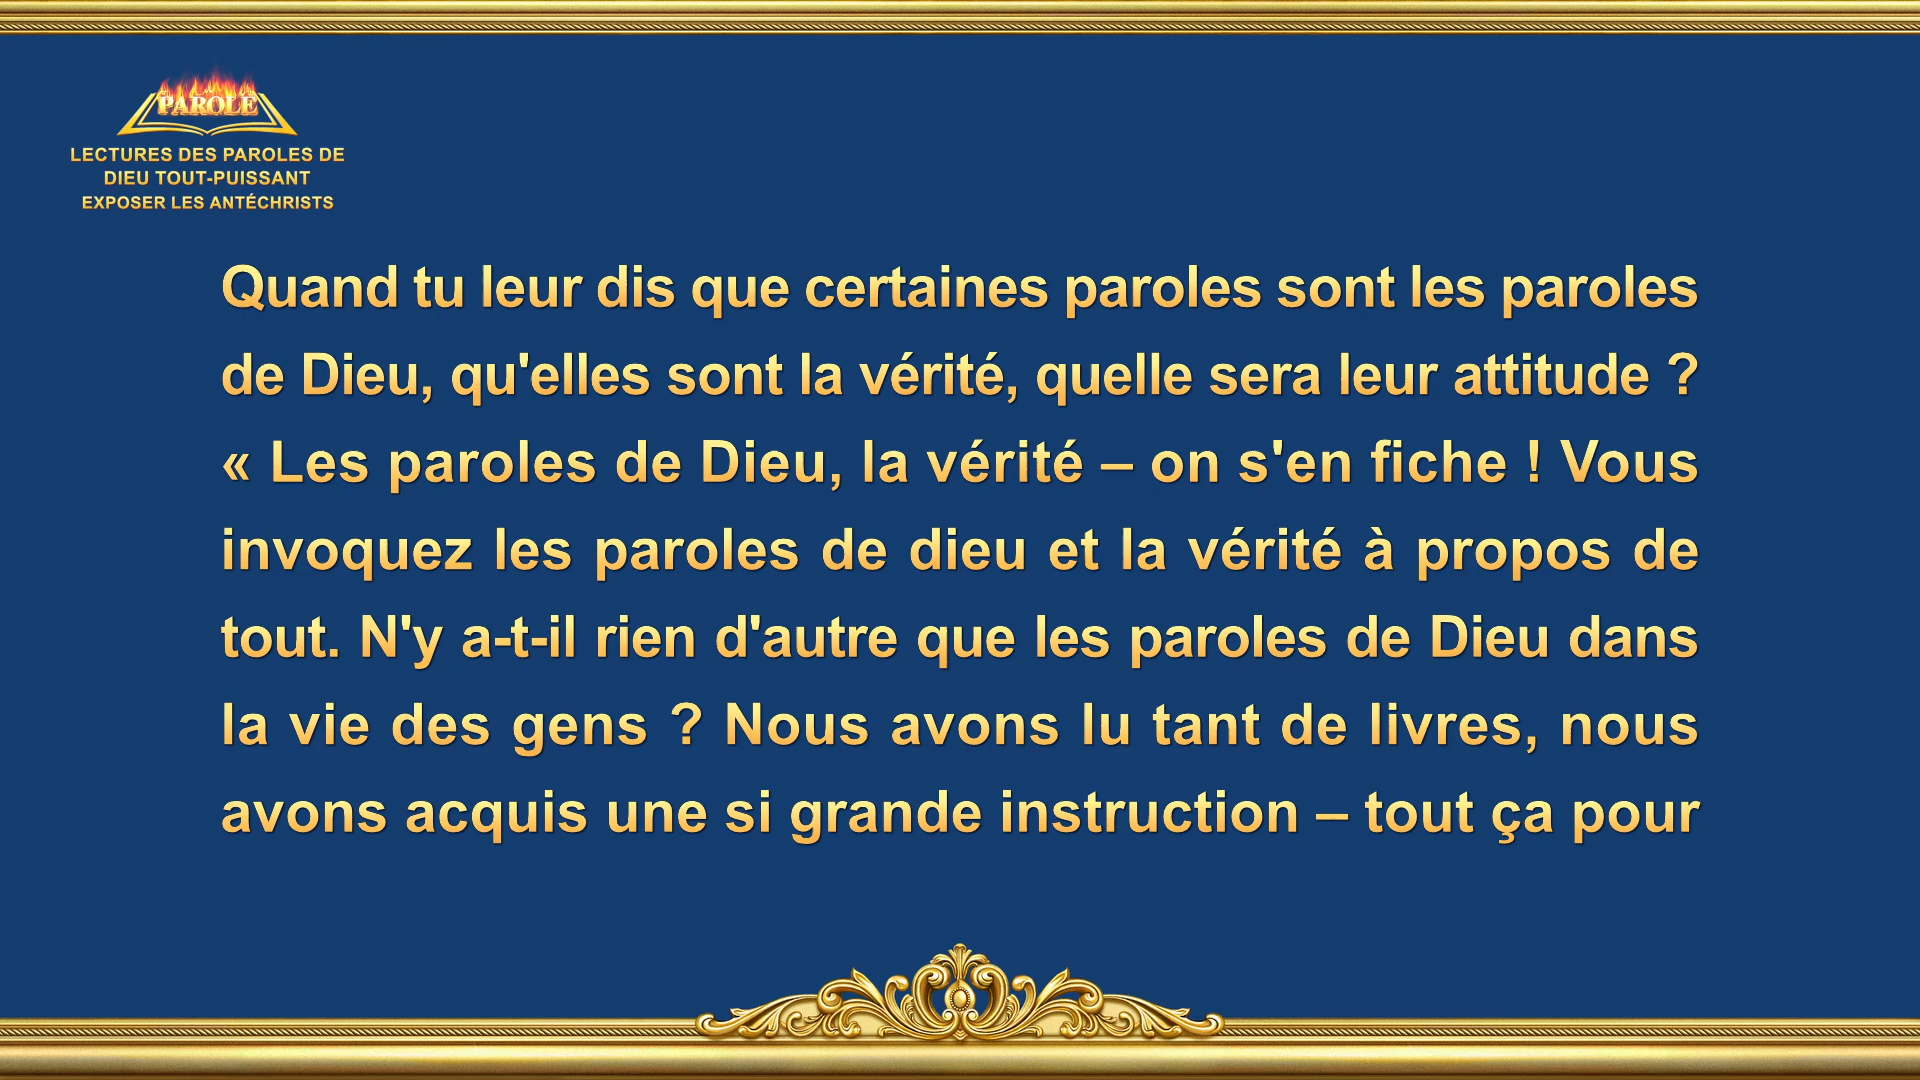 PAROLE
LECTURES DES PAROLES DE
DIEU TOUT-PUISSANT
EXPOSER LES ANTÉCHRISTS
Quand tu leur dis que certaines paroles sont les paroles
de Dieu, qu'elles sont la vérité, quelle sera leur attitude ?
« Les paroles de Dieu, la vérité – on s'en fiche ! Vous
invoquez les paroles de dieu et la vérité à propos de
tout. N'y a-t-il rien d'autre que les paroles de Dieu dans
la vie des gens ? Nous avons lu tant de livres, nous
avons acquis une si grande instruction – tout ça pour